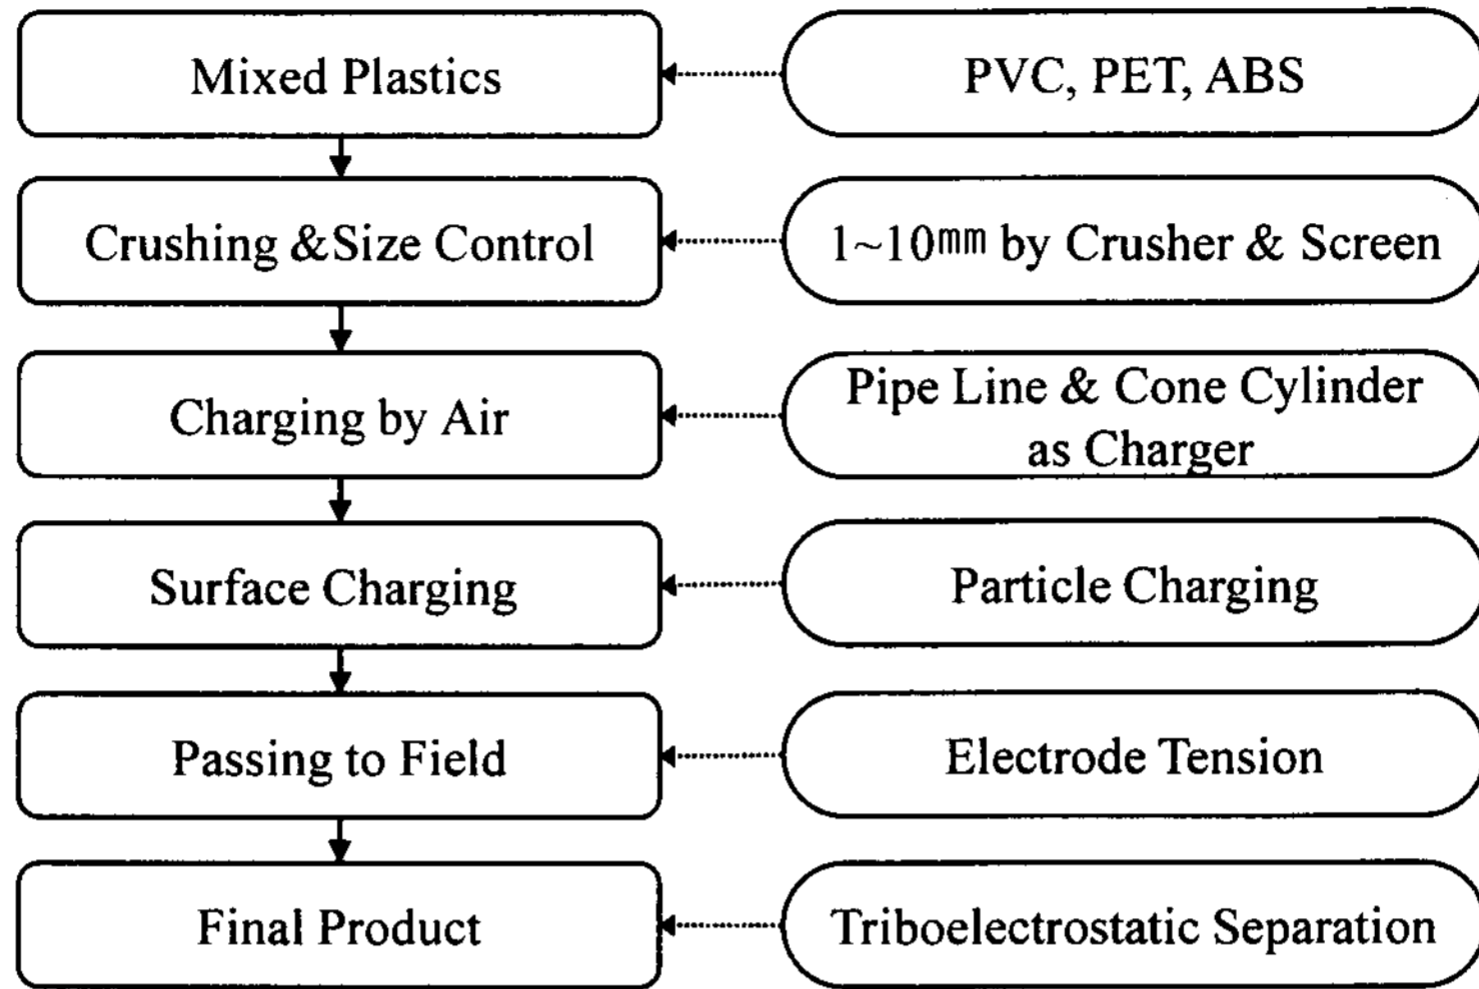 Mixed Plastics
PVC, PET, ABS
Crushing &Size Control
1~10㎜ by Crusher & Screen
Charging by Air
Pipe Line & Cone Cylinder
as Charger
Surface Charging
Particle Charging
Passing to Field
Electrode Tension
Final Product
Triboelectrostatic Separation